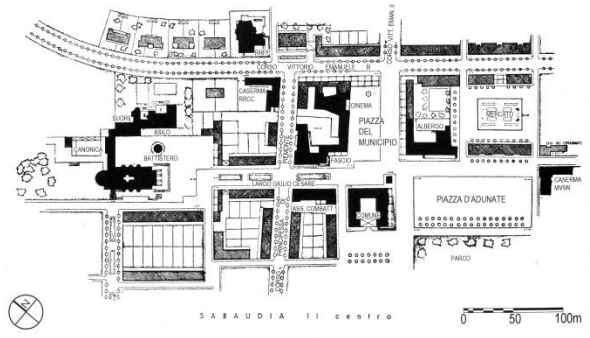 CORSO VITT. EMAN. II
CORSO VITTORIO EMANUELE III
CASERMA
RRCC
CINEMA
PIAZZA
DEL
MUNICIPIO
ALBERGO
MERCATO
SUORE
ASILO
CANONICA
BATTISTERO
FASCIO
CASERMA
MVSN
LARGO GIULIO CESARE
ASS. COMBATT.
COMUNE
PIAZZA D'ADUNATE
PARCO
N
SABAUDIA Il centro
0
50
100m